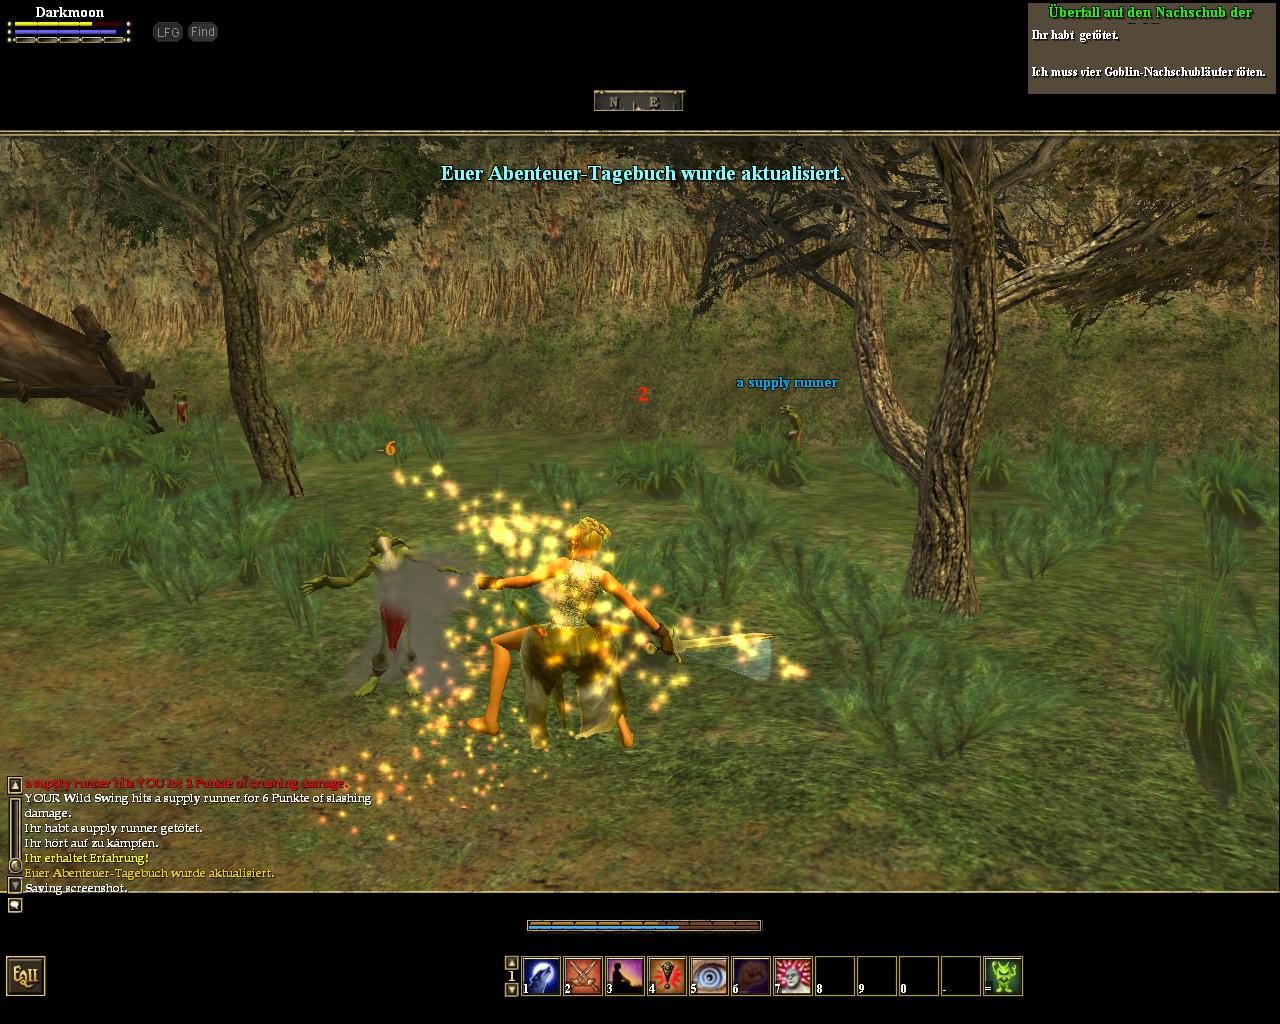 Darkmoon
LFG
Find
Überfall auf den Nachschub der
Ihr habt getötet.
Ich muss vier Goblin-Nachschubläufer töten.
N E
Euer Abenteuer-Tagebuch wurde aktualisiert.
a supply runner
-2
-6
a supply runner hits YOU for 2 Punkte of crushing damage.
YOUR Wild Swing hits a supply runner for 6 Punkte of slashing
damage.
Ihr habt a supply runner getötet.
Ihr hört auf zu kämpfen.
Ihr erhaltet Erfahrung!
Euer Abenteuer-Tagebuch wurde aktualisiert.
Saving screenshot.
EQII
1
1 2 3 4 5 6 7 8 9 0 - =